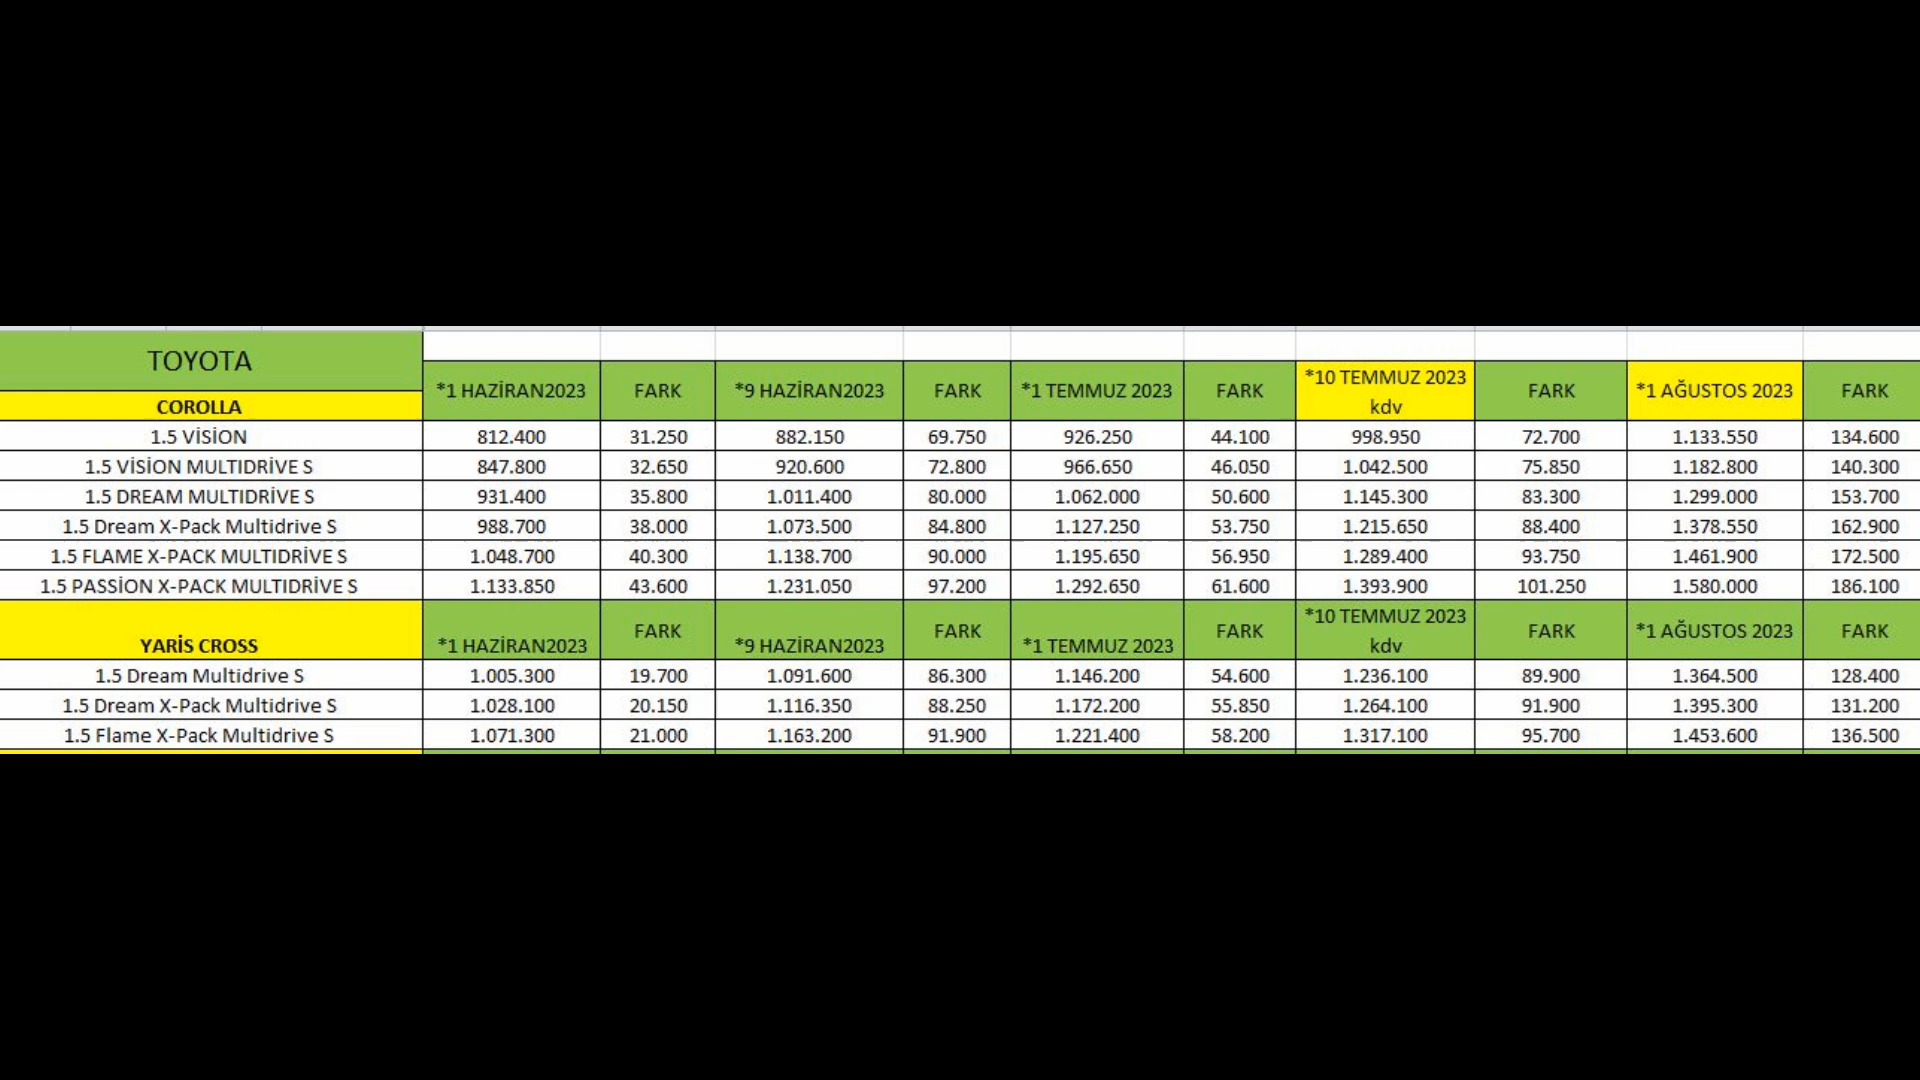 TOYOTA
*1 HAZİRAN2023 FARK *9 HAZİRAN2023 FARK *1 TEMMUZ 2023 FARK *10 TEMMUZ 2023 kdv FARK *1 AĞUSTOS 2023 FARK
COROLLA
1.5 VİSİON 812.400 31.250 882.150 69.750 926.250 44.100 998.950 72.700 1.133.550 134.600
1.5 VİSİON MULTIDRİVE S 847.800 32.650 920.600 72.800 966.650 46.050 1.042.500 75.850 1.182.800 140.300
1.5 DREAM MULTIDRİVE S 931.400 35.800 1.011.400 80.000 1.062.000 50.600 1.145.300 83.300 1.299.000 153.700
1.5 Dream X-Pack Multidrive S 988.700 38.000 1.073.500 84.800 1.127.250 53.750 1.215.650 88.400 1.378.550 162.900
1.5 FLAME X-PACK MULTIDRİVE S 1.048.700 40.300 1.138.700 90.000 1.195.650 56.950 1.289.400 93.750 1.461.900 172.500
1.5 PASSİON X-PACK MULTIDRİVE S 1.133.850 43.600 1.231.050 97.200 1.292.650 61.600 1.393.900 101.250 1.580.000 186.100
YARİS CROSS *1 HAZİRAN2023 FARK *9 HAZİRAN2023 FARK *1 TEMMUZ 2023 FARK *10 TEMMUZ 2023 kdv FARK *1 AĞUSTOS 2023 FARK
1.5 Dream Multidrive S 1.005.300 19.700 1.091.600 86.300 1.146.200 54.600 1.236.100 89.900 1.364.500 128.400
1.5 Dream X-Pack Multidrive S 1.028.100 20.150 1.116.350 88.250 1.172.200 55.850 1.264.100 91.900 1.395.300 131.200
1.5 Flame X-Pack Multidrive S 1.071.300 21.000 1.163.200 91.900 1.221.400 58.200 1.317.100 95.700 1.453.600 136.500